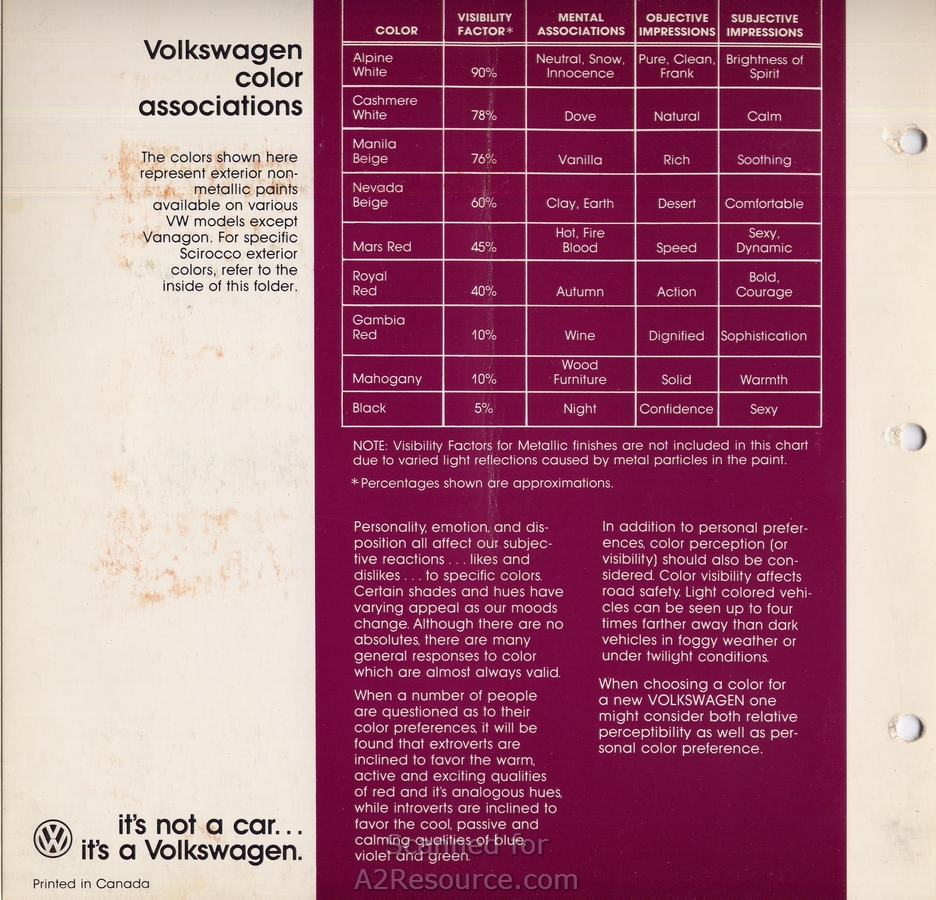 Volkswagen
color
associations
The colors shown here
represent exterior non-
metallic paints
available on various
VW models except
Vanagon. For specific
Scirocco exterior
colors, refer to the
inside of this folder.
COLOR VISIBILITY FACTOR* MENTAL ASSOCIATIONS OBJECTIVE IMPRESSIONS SUBJECTIVE IMPRESSIONS
Alpine White 90% Neutral, Snow, Innocence Pure, Clean, Frank Brightness of Spirit
Cashmere White 78% Dove Natural Calm
Manila Beige 76% Vanilla Rich Soothing
Nevada Beige 60% Clay, Earth Desert Comfortable
Mars Red 45% Hot, Fire Blood Speed Sexy, Dynamic
Royal Red 40% Autumn Action Bold, Courage
Gambia Red 10% Wine Dignified Sophistication
Mahogany 10% Wood Furniture Solid Warmth
Black 5% Night Confidence Sexy
NOTE: Visibility Factors for Metallic finishes are not included in this chart
due to varied light reflections caused by metal particles in the paint.
*Percentages shown are approximations.
Personality, emotion, and dis-
position all affect our subjec-
tive reactions . . . likes and
dislikes . . . to specific colors.
Certain shades and hues have
varying appeal as our moods
change. Although there are no
absolutes, there are many
general responses to color
which are almost always valid.
When a number of people
are questioned as to their
color preferences, it will be
found that extroverts are
inclined to favor the warm,
active and exciting qualities
of red and it's analogous hues,
while introverts are inclined to
favor the cool, passive and
calming qualities of blue
violet and green.
In addition to personal prefer-
ences, color perception (or
visibility) should also be con-
sidered. Color visibility affects
road safety. Light colored vehi-
cles can be seen up to four
times farther away than dark
vehicles in foggy weather or
under twilight conditions.
When choosing a color for
a new VOLKSWAGEN one
might consider both relative
perceptibility as well as per-
sonal color preference.
it's not a car...
it's a Volkswagen.
Printed in Canada
Scanned for
A2Resource.com